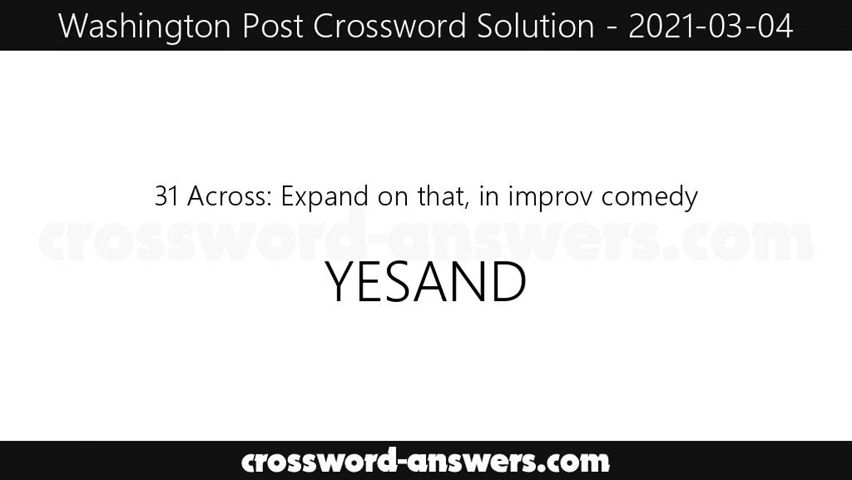 Washington Post Crossword Solution - 2021-03-04
31 Across: Expand on that, in improv comedy
crossword-answers.com
YESAND
crossword-answers.com